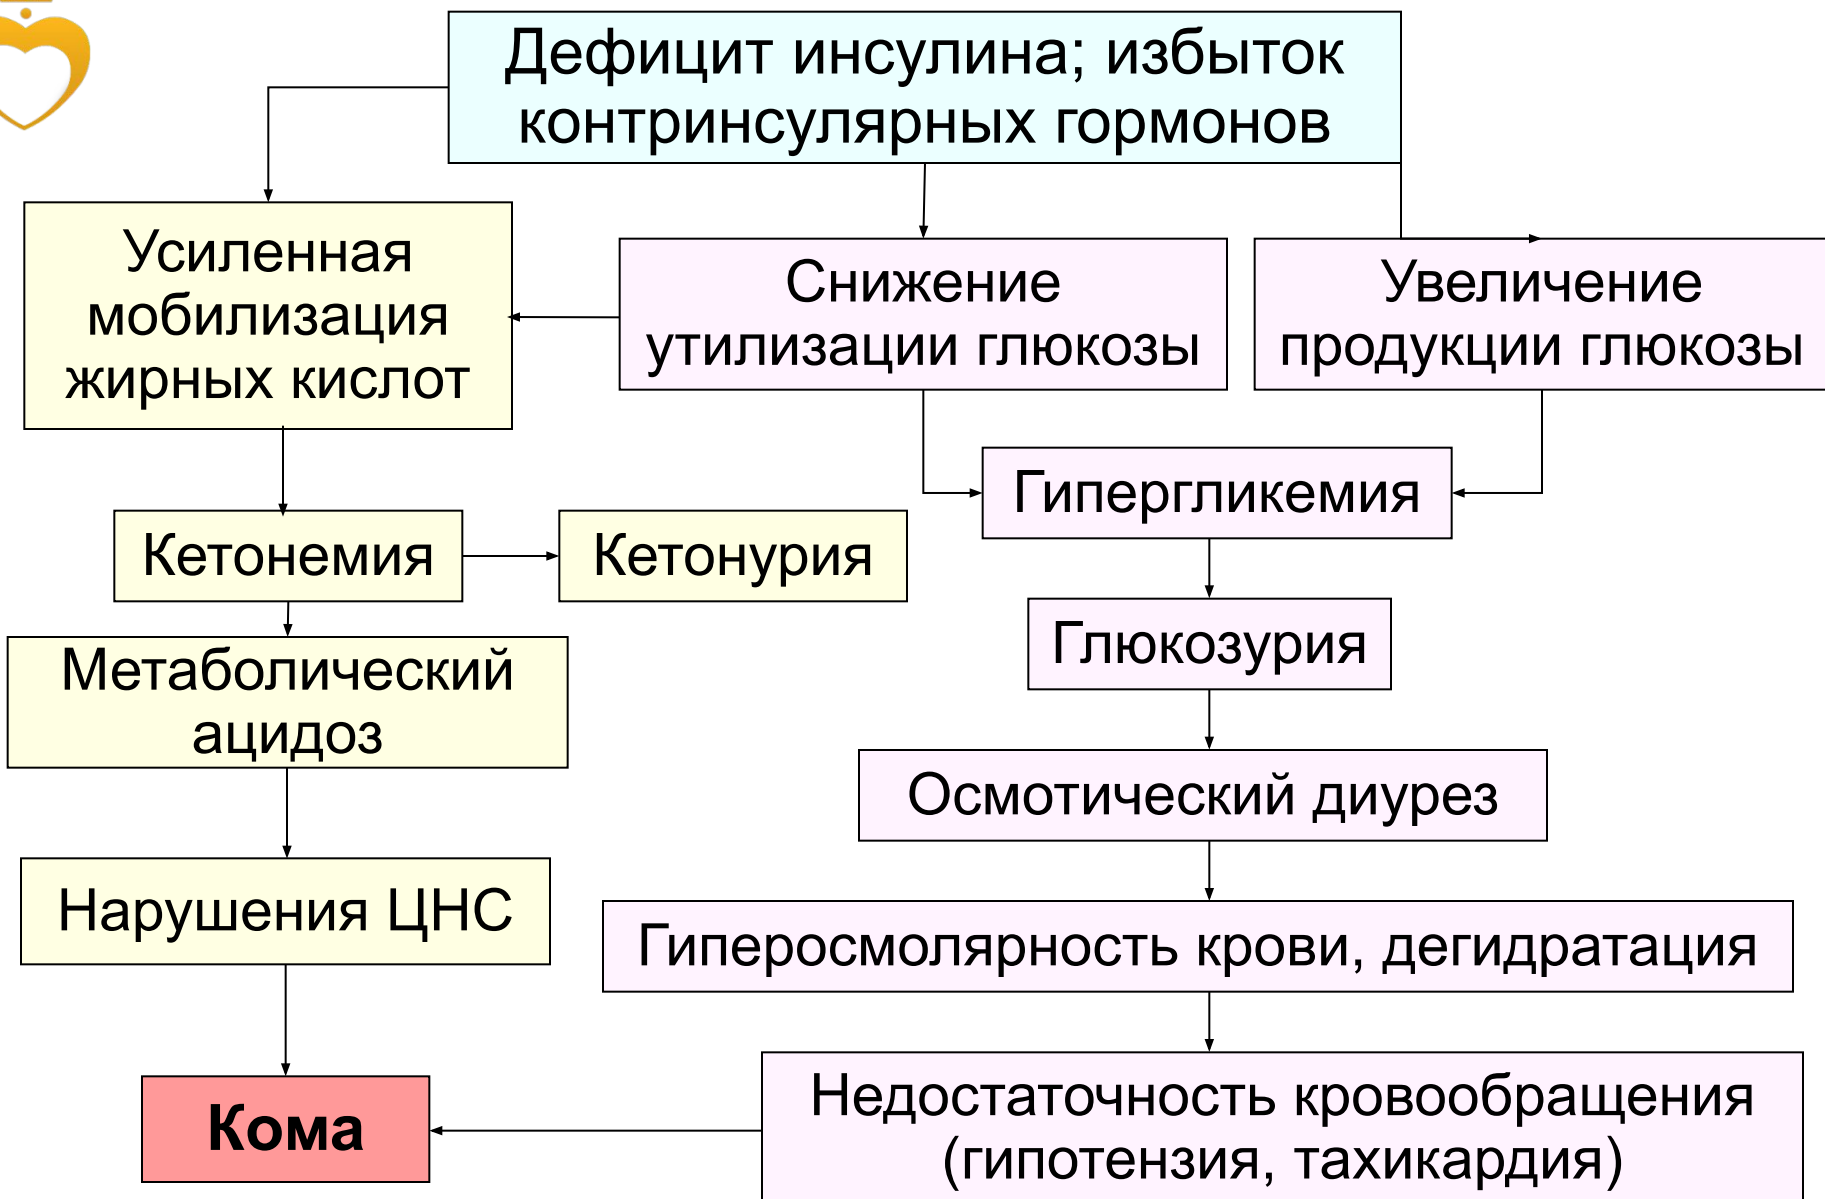 Дефицит инсулина; избыток
контринсулярных гормонов
Усиленная
мобилизация
жирных кислот
Снижение
утилизации глюкозы
Увеличение
продукции глюкозы
Гипергликемия
Кетонемия
Кетонурия
Глюкозурия
Метаболический
ацидоз
Осмотический диурез
Нарушения ЦНС
Гиперосмолярность крови, дегидратация
Кома
Недостаточность кровообращения
(гипотензия, тахикардия)